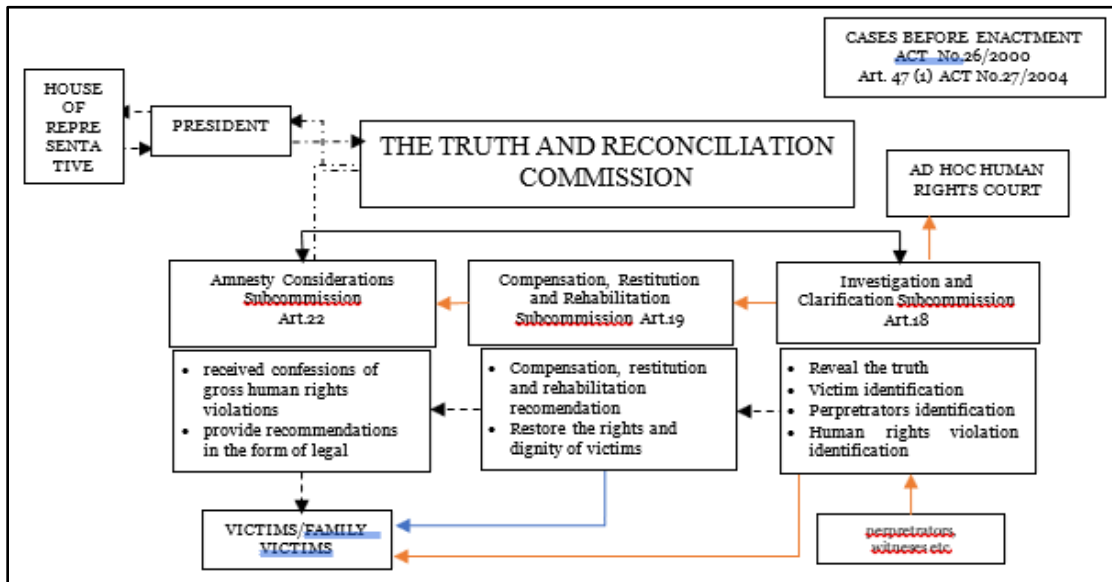 CASES BEFORE ENACTMENT
ACT No.26/2000
Art. 47 (1) ACT No.27/2004
HOUSE
OF
REPRE
SENTA
TIVE
PRESIDENT
THE TRUTH AND RECONCILIATION
COMMISSION
AD HOC HUMAN
RIGHTS COURT
Amnesty Considerations
Subcommission
Art.22
Compensation, Restitution
and Rehabilitation
Subcommission Art.19
Investigation and
Clarification Subcommission
Art.18
• received confessions of
gross human rights
violations
• provide recommendations
in the form of legal
• Compensation, restitution
and rehabilitation
recomendation
• Restore the rights and
dignity of victims
• Reveal the truth
• Victim identification
• Perpretrators identification
• Human rights violation
identification
VICTIMS/FAMILY
VICTIMS
perpretrators
witneses etc.